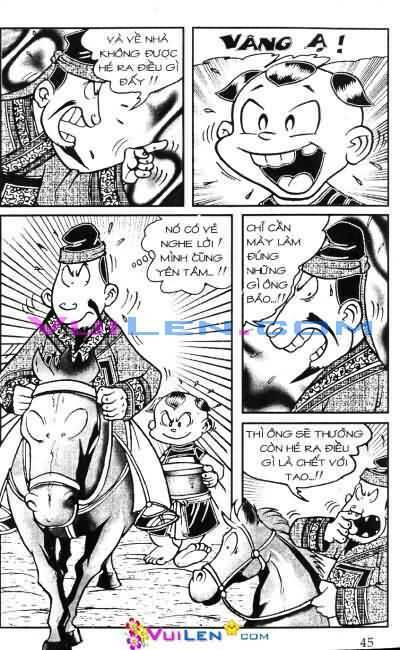 VÀ VỀ NHÀ
KHÔNG ĐƯỢC
HÉ RA ĐIỀU GÌ
ĐẤY!!
VÂNG Ạ!
NÓ CÓ VẺ
NGHE LỜI!
MÌNH CŨNG
YÊN TÂM...!!
CHỈ CẦN
MÀY LÀM
ĐÚNG
NHỮNG
GÌ ÔNG
BẢO...!!
VUILEN.COM
THÌ ÔNG SẼ THƯỞNG
CÒN HÉ RA ĐIỀU
GÌ LÀ CHẾT VỚI
TAO...!!
45
VUILEN.COM